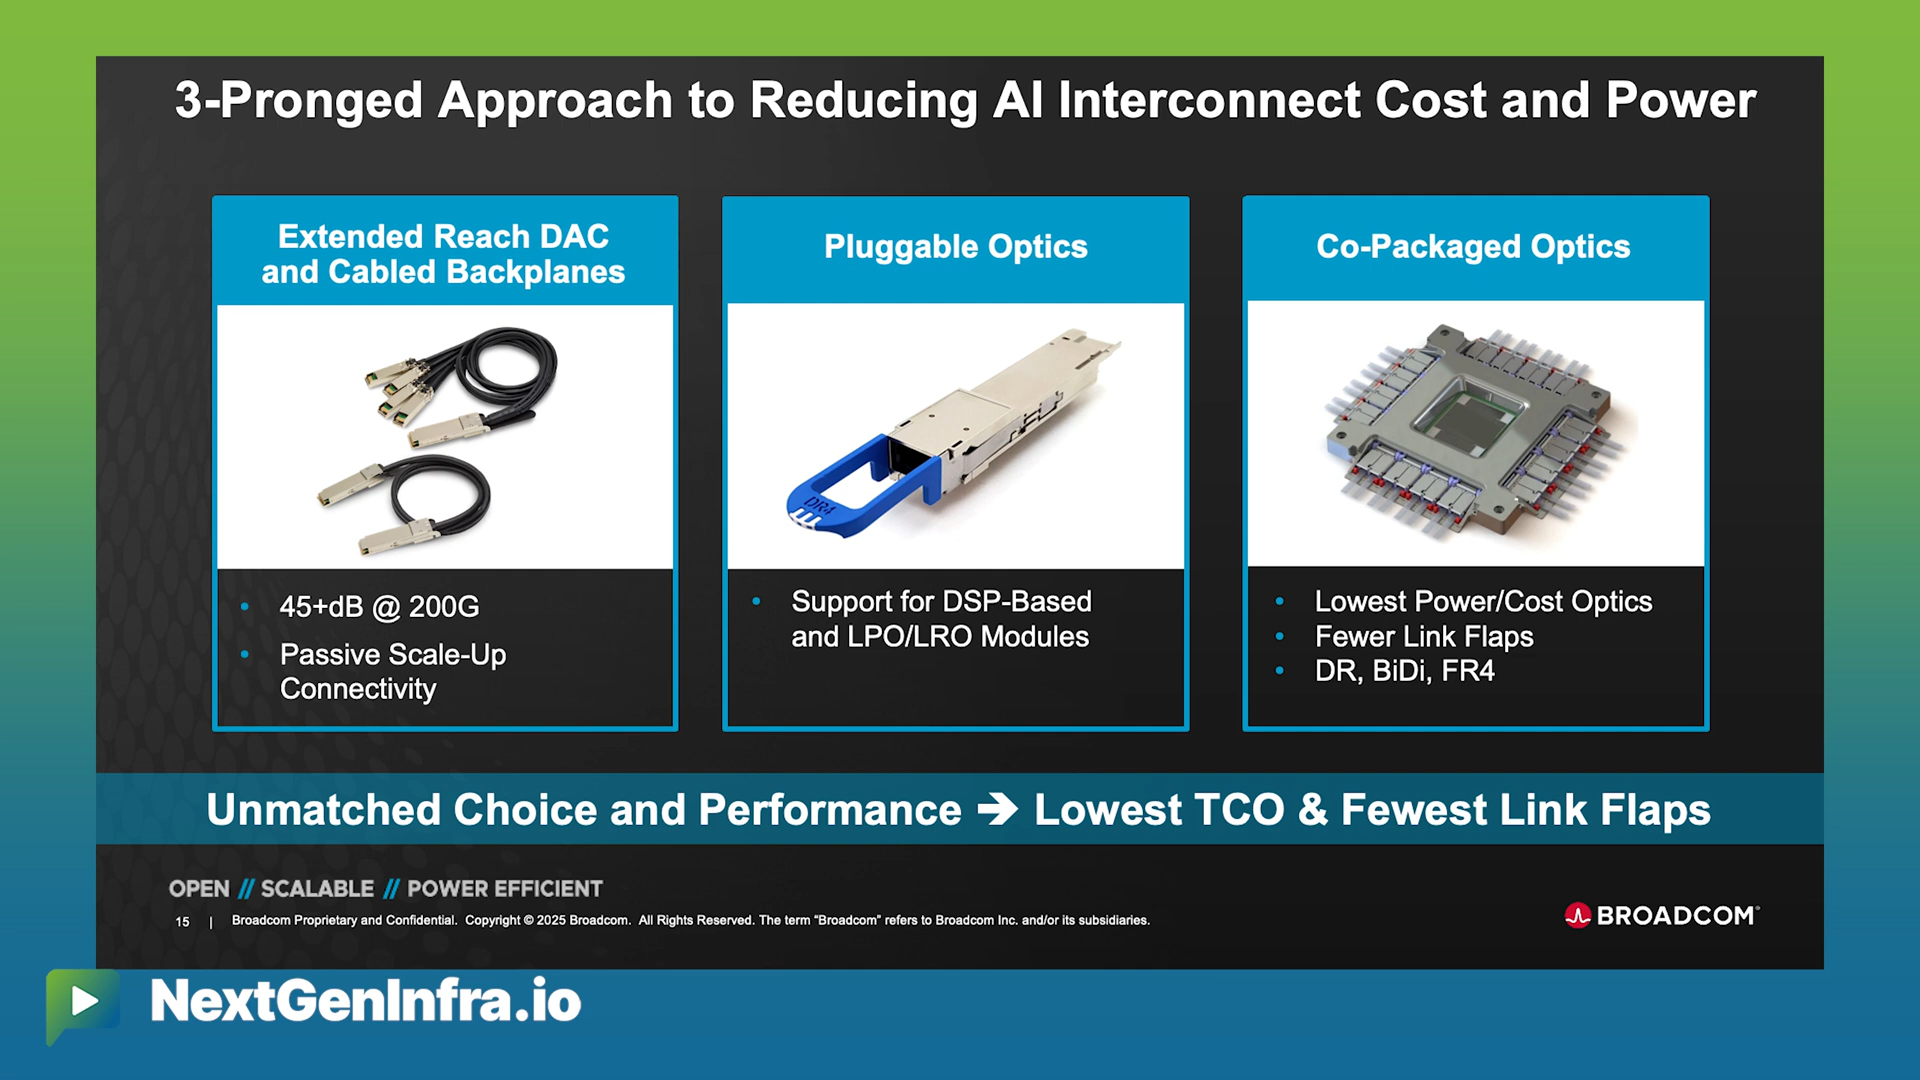 3-Pronged Approach to Reducing AI Interconnect Cost and Power
Extended Reach DAC
and Cabled Backplanes
• 45+dB @ 200G
• Passive Scale-Up
Connectivity
Pluggable Optics
DR4
• Support for DSP-Based
and LPO/LRO Modules
Co-Packaged Optics
• Lowest Power/Cost Optics
• Fewer Link Flaps
• DR, BiDi, FR4
Unmatched Choice and Performance ➔ Lowest TCO & Fewest Link Flaps
OPEN // SCALABLE // POWER EFFICIENT
15 | Broadcom Proprietary and Confidential. Copyright © 2025 Broadcom. All Rights Reserved. The term “Broadcom” refers to Broadcom Inc. and/or its subsidiaries.
BROADCOM®
NextGenInfra.io